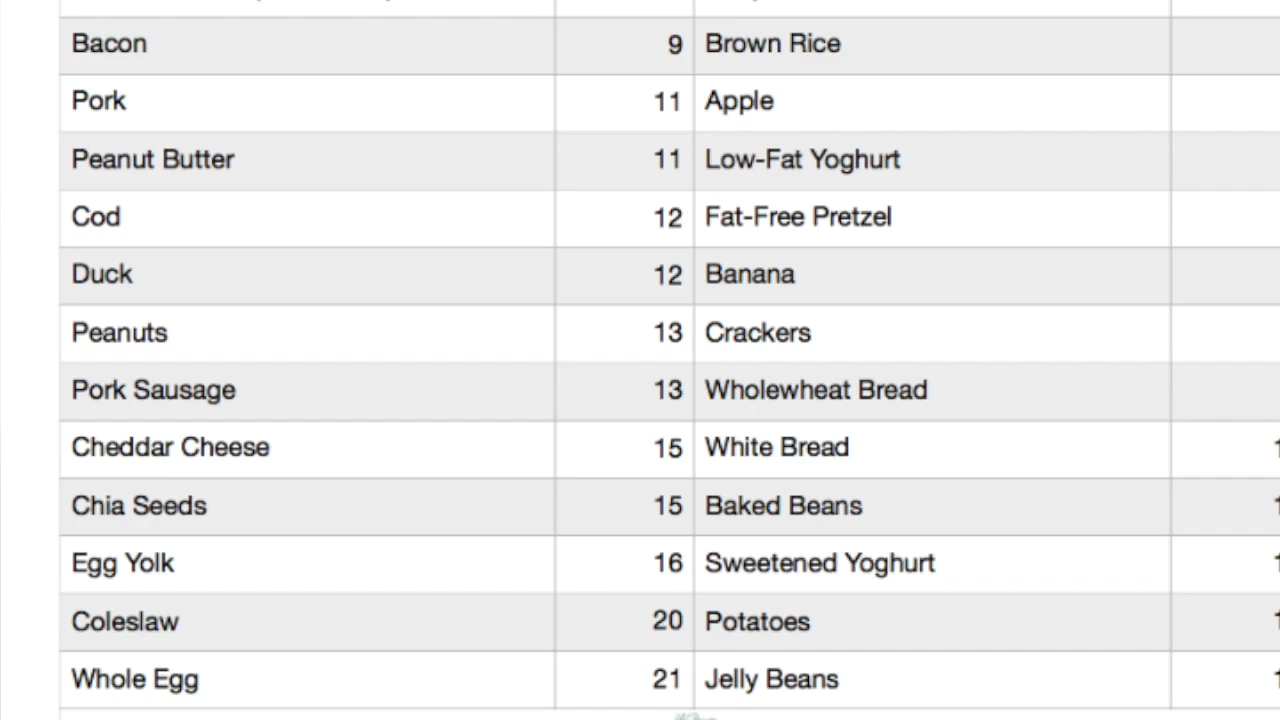 Bacon 9 Brown Rice
Pork 11 Apple
Peanut Butter 11 Low-Fat Yoghurt
Cod 12 Fat-Free Pretzel
Duck 12 Banana
Peanuts 13 Crackers
Pork Sausage 13 Wholewheat Bread
Cheddar Cheese 15 White Bread
Chia Seeds 15 Baked Beans
Egg Yolk 16 Sweetened Yoghurt
Coleslaw 20 Potatoes
Whole Egg 21 Jelly Beans